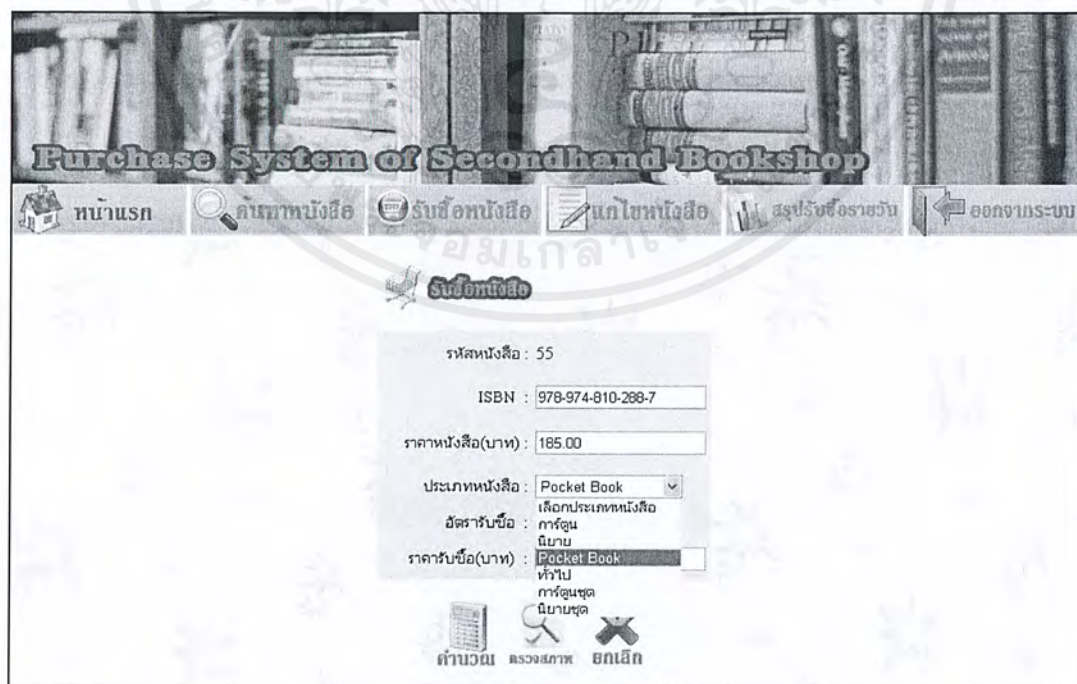 Purchase System of Secondhand Bookshop
หน้าแรก ค้นหาหนังสือ รับซื้อหนังสือ แก้ไขหนังสือ สรุปรับซื้อรายวัน ออกจากระบบ
รับซื้อหนังสือ
รหัสหนังสือ : 55
ISBN : 978-974-810-288-7
ราคาหนังสือ(บาท) : 185.00
ประเภทหนังสือ : Pocket Book
เลือกประเภทหนังสือ
อัตรารับซื้อ : การ์ตูน
นิยาย
ราคารับซื้อ(บาท) : Pocket Book
ทั่วไป
การ์ตูนชุด
นิยายชุด
คำนวณ ตรวจสภาพ ยกเลิก